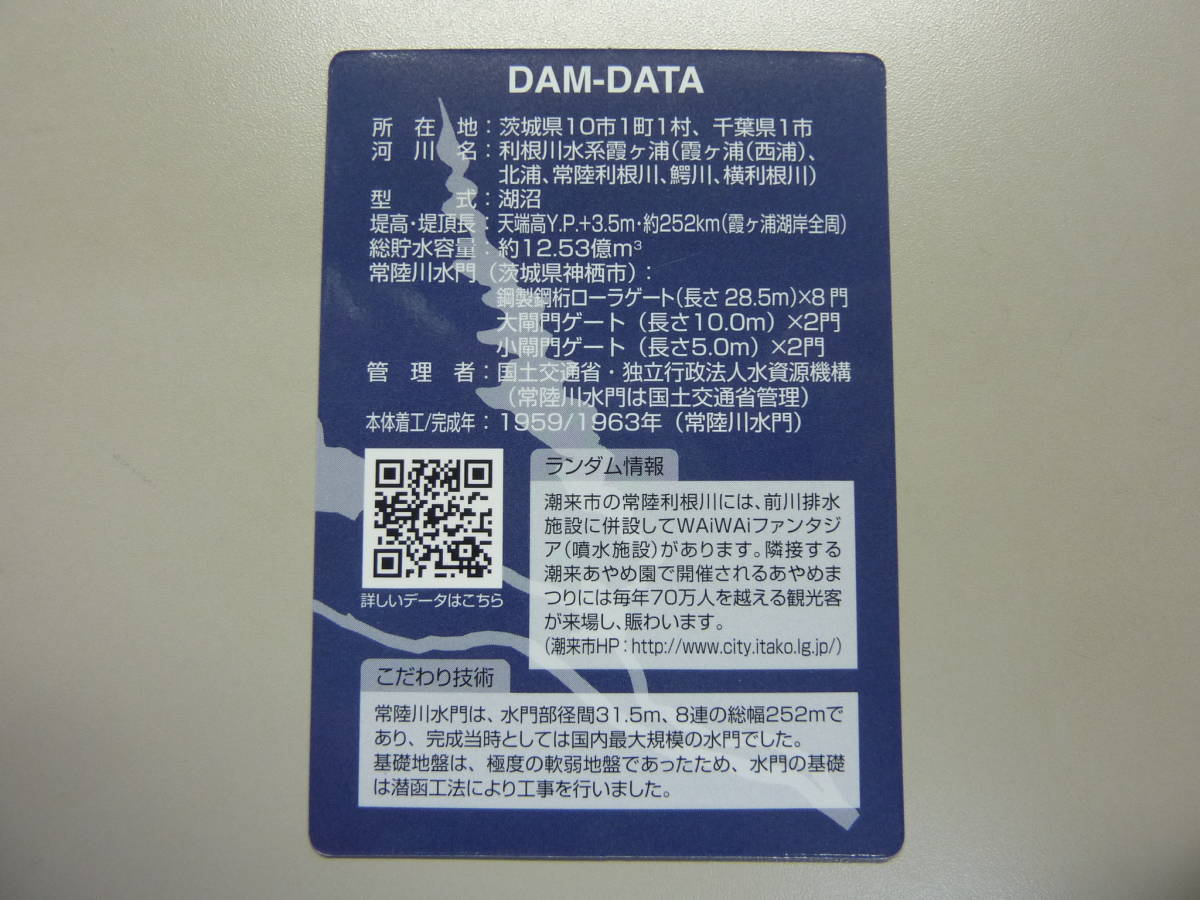 DAM-DATA
所 在 地：茨城県10市1町1村、千葉県1市
河 川 名：利根川水系霞ヶ浦（霞ヶ浦（西浦）、
北浦、常陸利根川、鰐川、横利根川）
型 式：湖沼
堤高・堤頂長：天端高Y.P.+3.5m・約252km（霞ヶ浦湖岸全周）
総貯水容量：約12.53億m³
常陸川水門（茨城県神栖市）：
鋼製鋼桁ローラゲート（長さ 28.5m）×8 門
大閘門ゲート（長さ10.0m）×2門
小閘門ゲート（長さ5.0m）×2門
管 理 者：国土交通省・独立行政法人水資源機構
（常陸川水門は国土交通省管理）
本体着工/完成年：1959/1963年（常陸川水門）
詳しいデータはこちら
ランダム情報
潮来市の常陸利根川には、前川排水
施設に併設してWAiWAiファンタジ
ア（噴水施設）があります。隣接する
潮来あやめ園で開催されるあやめま
つりには毎年70万人を越える観光客
が来場し、賑わいます。
（潮来市HP：http://www.city.itako.lg.jp/）
こだわり技術
常陸川水門は、水門部径間31.5m、8連の総幅252mで
あり、完成当時としては国内最大規模の水門でした。
基礎地盤は、極度の軟弱地盤であったため、水門の基礎
は潜函工法により工事を行いました。